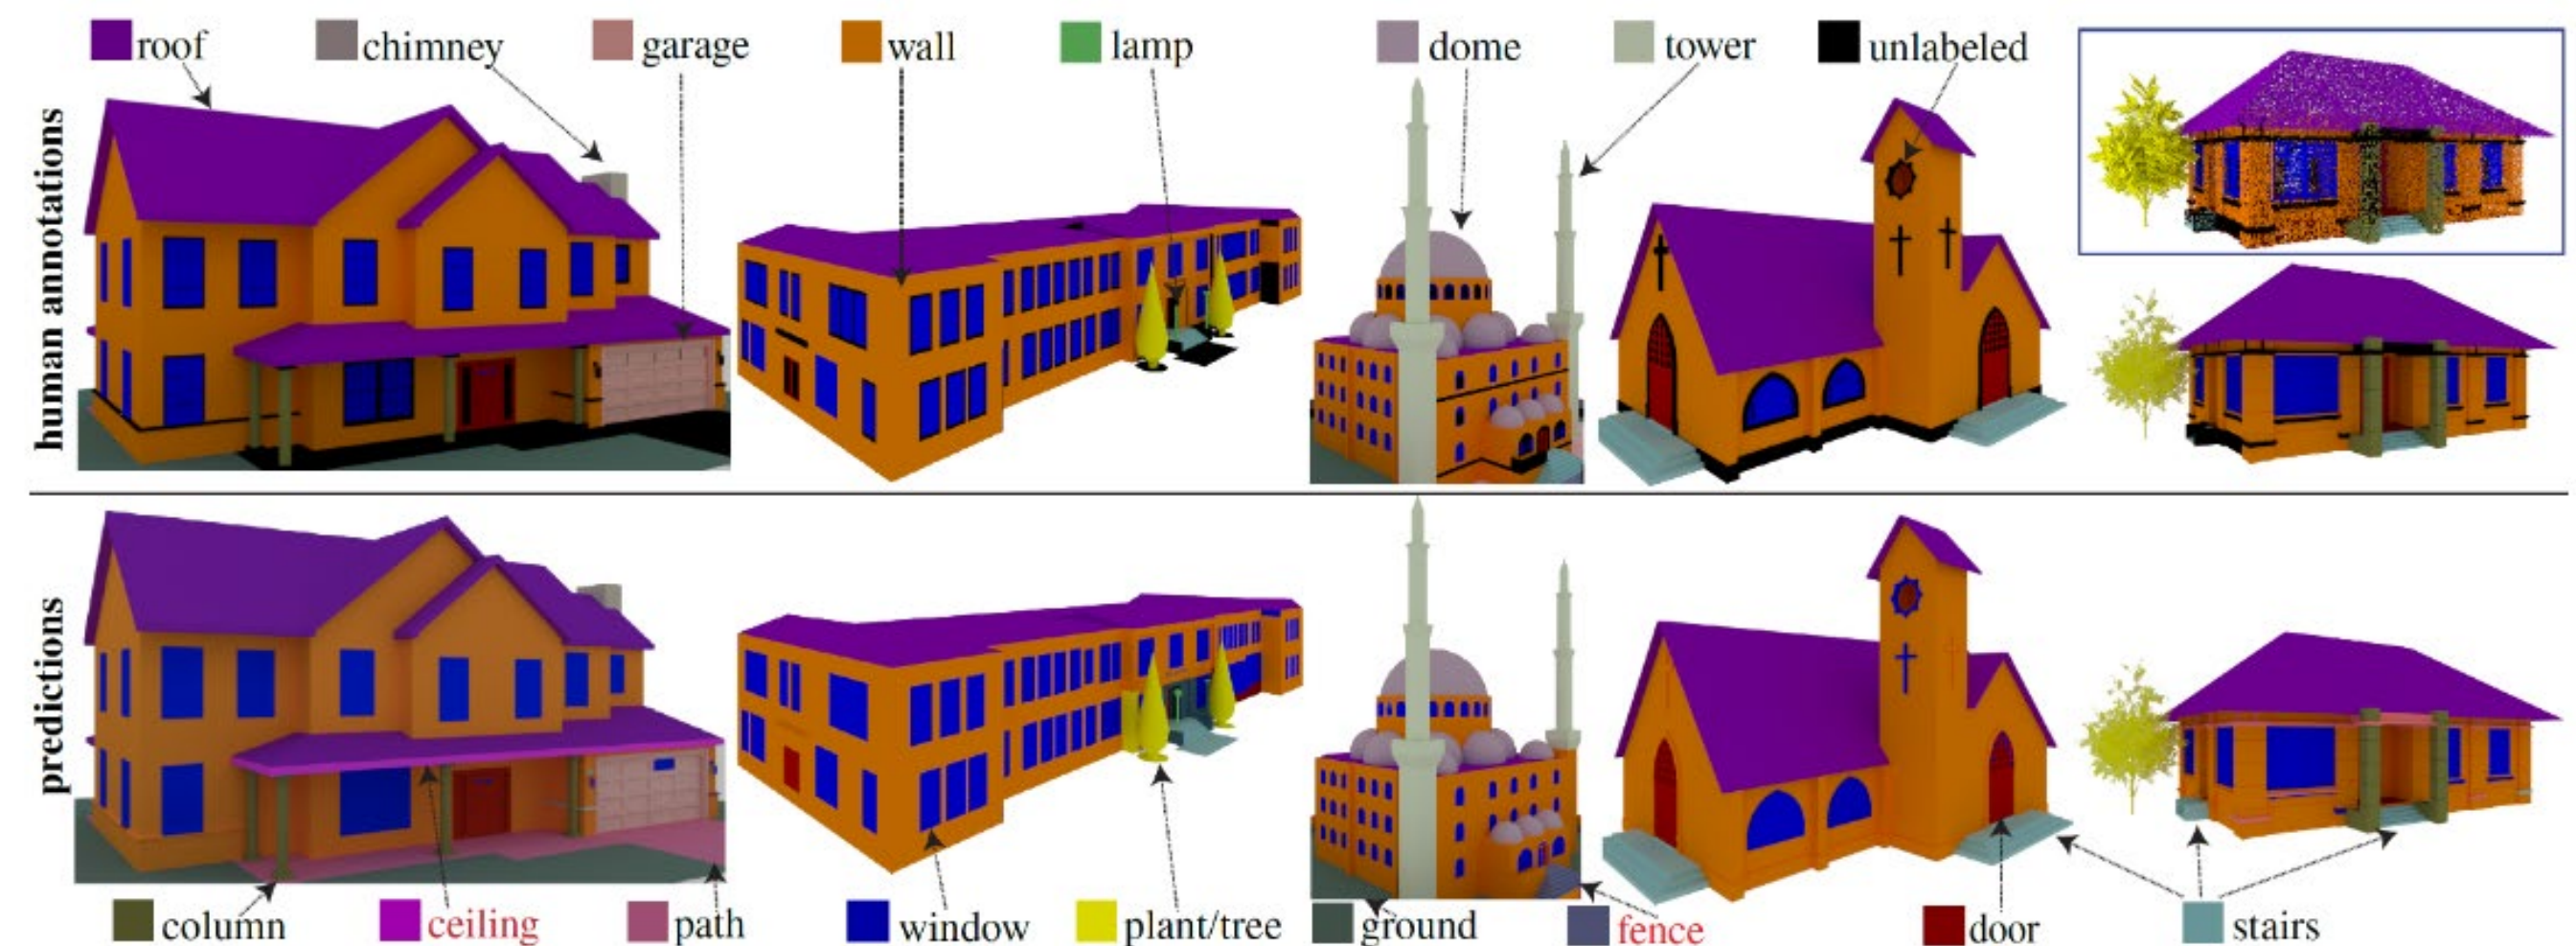 roof chimney garage wall lamp dome tower unlabeled
human annotations
predictions
column ceiling path window plant/tree ground fence door stairs